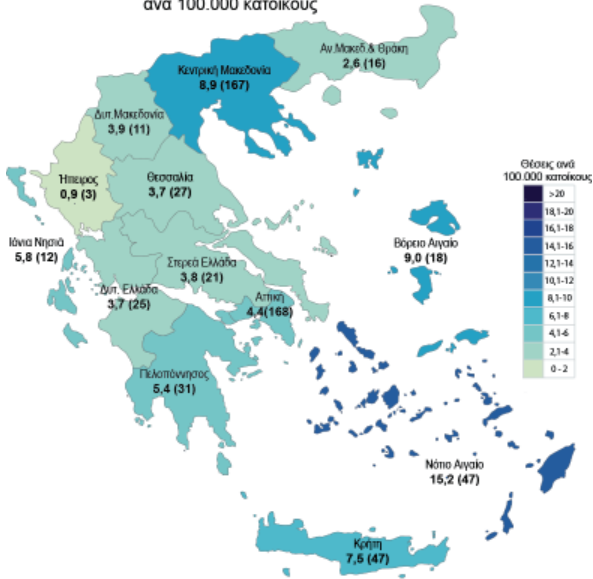 ανά 100.000 κατοίκους
Αν.Μακεδ.& Θράκη
2,6 (16)
Κεντρική Μακεδονία
8,9 (167)
Δυτ.Μακεδονία
3,9 (11)
Ήπειρος
0,9 (3)
Θεσσαλία
3,7 (27)
Ιόνια Νησιά
5,8 (12)
Στερεά Ελλάδα
3,8 (21)
Βόρειο Αιγαίο
9,0 (18)
Δυτ. Ελλάδα
3,7 (25)
Αττική
4,4(168)
Πελοπόννησος
5,4 (31)
Νότιο Αιγαίο
15,2 (47)
Κρήτη
7,5 (47)
Θέσεις ανά
100.000 κατοίκους
>20
18,1-20
16,1-18
14,1-16
12,1-14
10,1-12
8,1-10
6,1-8
4,1-6
2,1-4
0 - 2